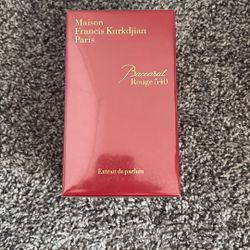 Maison
Francis Kurkdjian
Paris
Baccarat
Rouge 540
Extrait de parfum